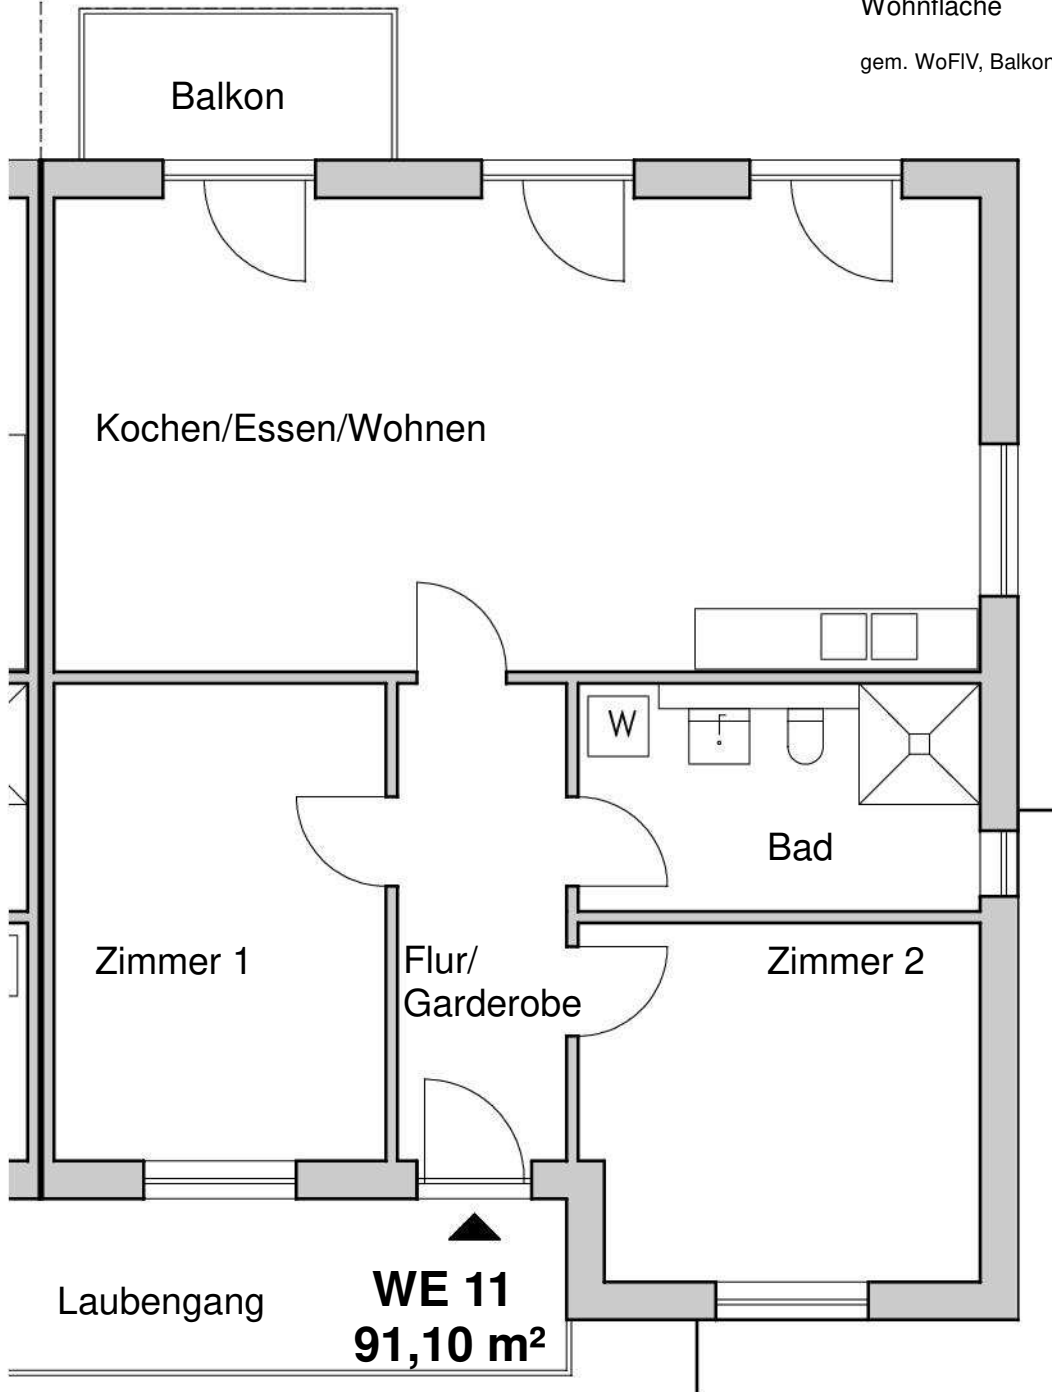 Wohnfläche
gem. WoFlV, Balkon
Balkon
Kochen/Essen/Wohnen
W
Bad
Zimmer 1
Flur/
Garderobe
Zimmer 2
Laubengang
WE 11
91,10 m²